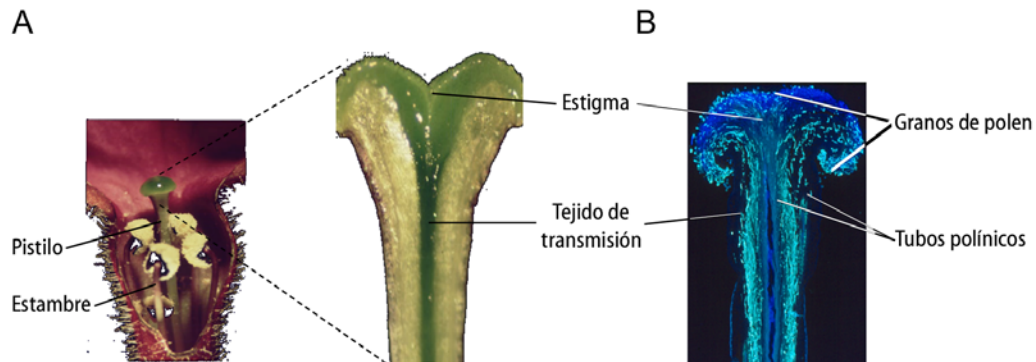 A
B
Estigma
Granos de polen
Pistilo
Tejido de
transmisión
Tubos polínicos
Estambre